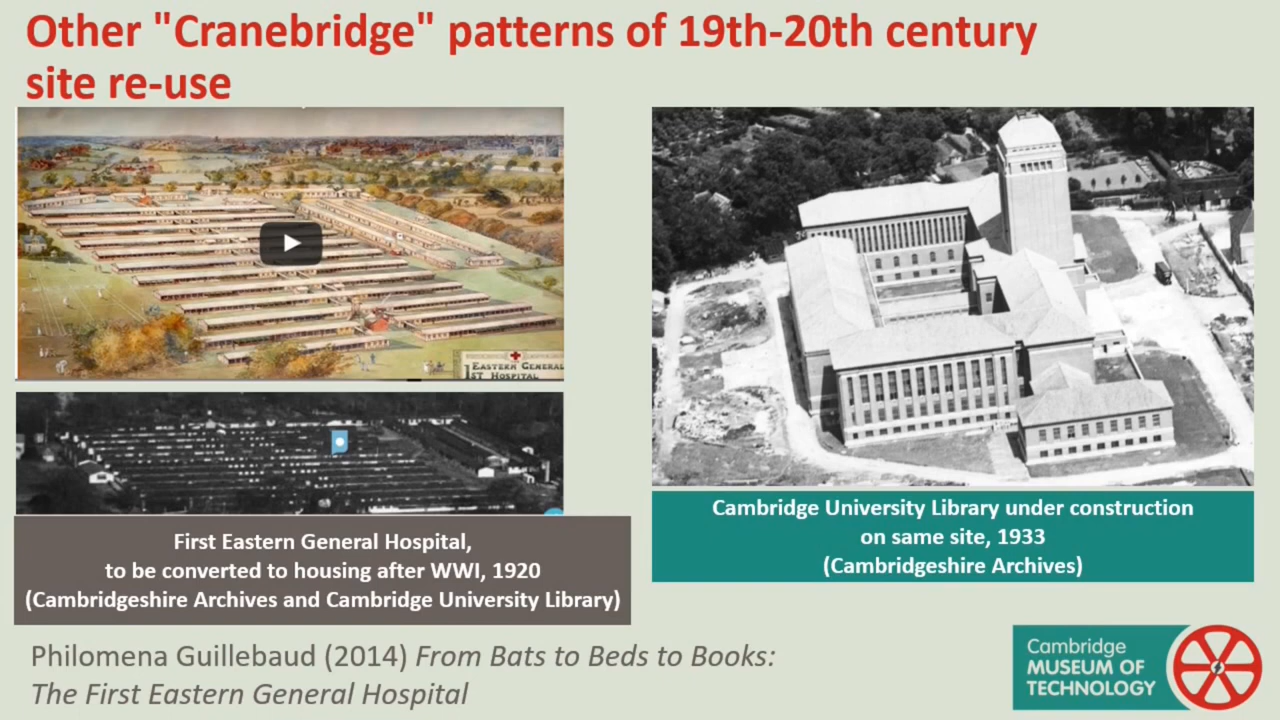 Other "Cranebridge" patterns of 19th-20th century
site re-use
EASTERN GENERAL
1ST HOSPITAL
First Eastern General Hospital,
to be converted to housing after WWI, 1920
(Cambridgeshire Archives and Cambridge University Library)
Cambridge University Library under construction
on same site, 1933
(Cambridgeshire Archives)
Philomena Guillebaud (2014) From Bats to Beds to Books:
The First Eastern General Hospital
Cambridge
MUSEUM OF
TECHNOLOGY